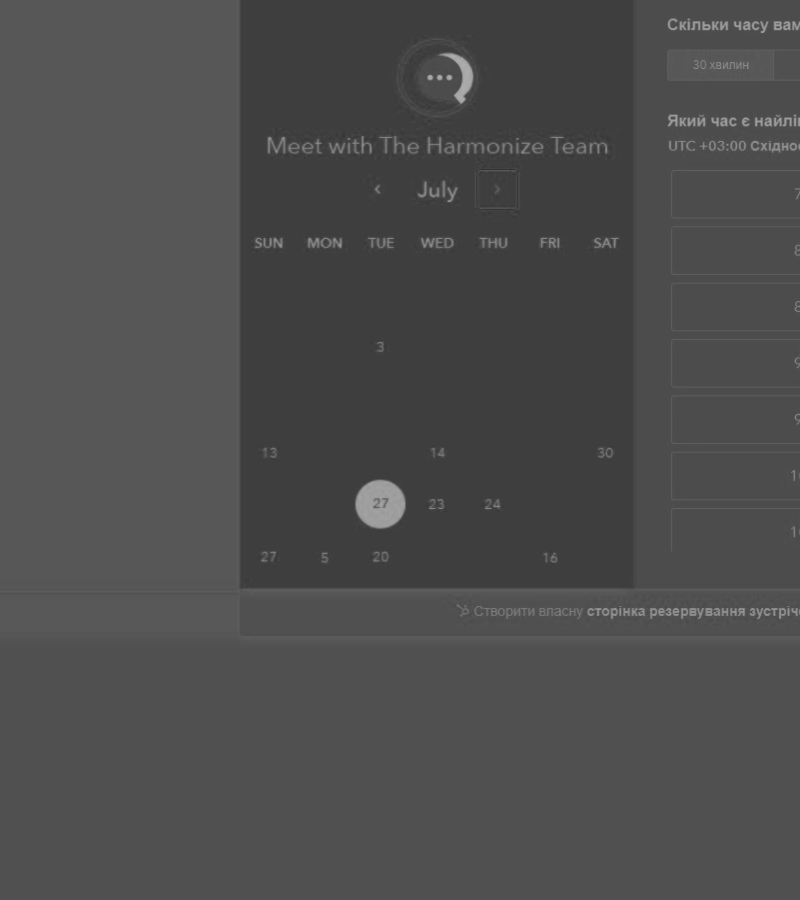 Meet with The Harmonize Team
July
SUN MON TUE WED THU FRI SAT
3
13 14 30
27 23 24
27 5 20 16
Скільки часу вам
30 хвилин
Який час є найлі
UTC +03:00 Східноє
7
8
8
9
9
1
1
Створити власну сторінка резервування зустріче